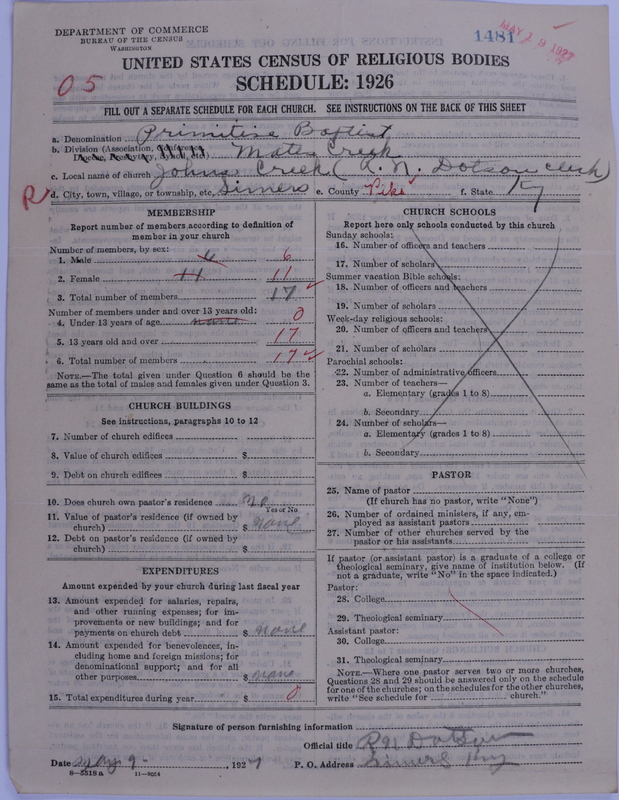 DEPARTMENT OF COMMERCE
BUREAU OF THE CENSUS
WASHINGTON
1481
MAY 19 1927
UNITED STATES CENSUS OF RELIGIOUS BODIES
05
SCHEDULE: 1926
FILL OUT A SEPARATE SCHEDULE FOR EACH CHURCH. SEE INSTRUCTIONS ON THE BACK OF THIS SHEET
a. Denomination Primitive Baptist
b. Division (Association, Mates Creek
Diocese, Presbytery, Synod, etc.)
c. Local name of church Johns Creek (R. N. Dotson clerk)
R d. City, town, village, or township, etc. Simers e. County Pike f. State Ky
MEMBERSHIP
Report number of members according to definition of
member in your church
Number of members, by sex:
1. Male 6 6
2. Female 11 11
3. Total number of members 17
Number of members under and over 13 years old:
4. Under 13 years of age none 0
5. 13 years old and over 17
6. Total number of members 17
NOTE.—The total given under Question 6 should be the
same as the total of males and females given under Question 3.
CHURCH BUILDINGS
See instructions, paragraphs 10 to 12
7. Number of church edifices
8. Value of church edifices $
9. Debt on church edifices $
10. Does church own pastor's residence No
Yes or No
11. Value of pastor's residence (if owned by
church) $ none
12. Debt on pastor's residence (if owned by
church) $
EXPENDITURES
Amount expended by your church during last fiscal year
13. Amount expended for salaries, repairs,
and other running expenses; for im-
provements or new buildings; and for
payments on church debt $ none
14. Amount expended for benevolences, in-
cluding home and foreign missions; for
denominational support; and for all
other purposes $ none
15. Total expenditures during year $ 0
CHURCH SCHOOLS
Report here only schools conducted by this church
Sunday schools:
16. Number of officers and teachers
17. Number of scholars
Summer vacation Bible schools:
18. Number of officers and teachers
19. Number of scholars
Week-day religious schools:
20. Number of officers and teachers
21. Number of scholars
Parochial schools:
22. Number of administrative officers
23. Number of teachers—
a. Elementary (grades 1 to 8)
b. Secondary
24. Number of scholars—
a. Elementary (grades 1 to 8)
b. Secondary
PASTOR
25. Name of pastor
(If church has no pastor, write "None")
26. Number of ordained ministers, if any, em-
ployed as assistant pastors
27. Number of other churches served by the
pastor or his assistants
If pastor (or assistant pastor) is a graduate of a college or
theological seminary, give name of institution below. (If
not a graduate, write "No" in the space indicated.)
Pastor:
28. College
29. Theological seminary
Assistant pastor:
30. College
31. Theological seminary
NOTE.—Where one pastor serves two or more churches,
Questions 28 and 29 should be answered only on the schedule
for one of the churches; on the schedules for the other churches,
write "See schedule for church."
Signature of person furnishing information
Official title R N Dotson
Date May 9 , 1927 P. O. Address Simers Ky
8—5518 a 11—9054